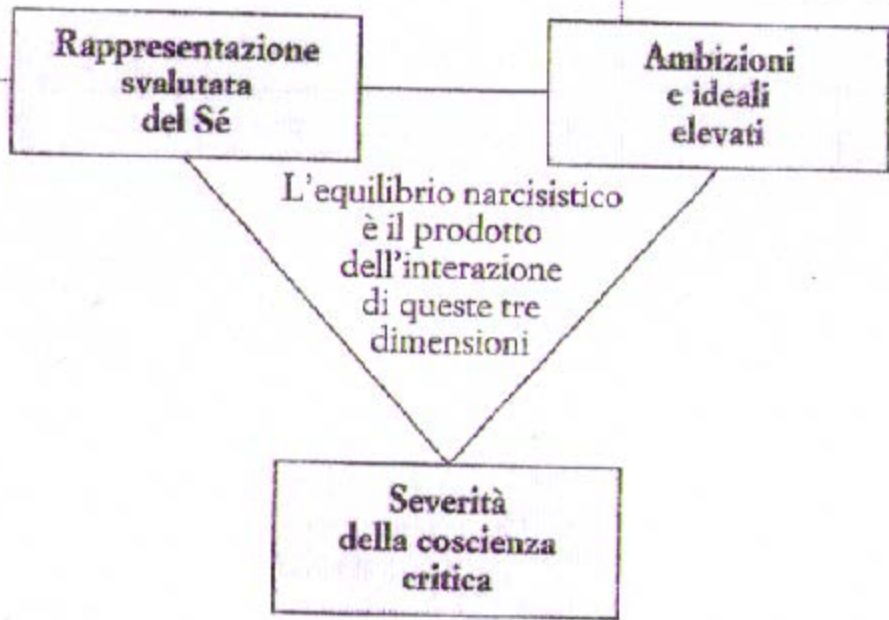 Rappresentazione
svalutata
del Sé
Ambizioni
e ideali
elevati
L'equilibrio narcisistico
è il prodotto
dell'interazione
di queste tre
dimensioni
Severità
della coscienza
critica